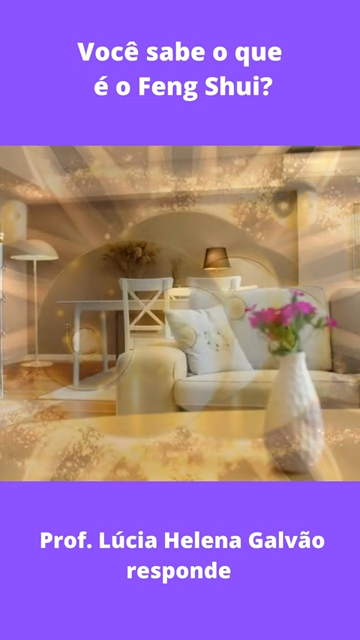 Você sabe o que
é o Feng Shui?
Prof. Lúcia Helena Galvão
responde